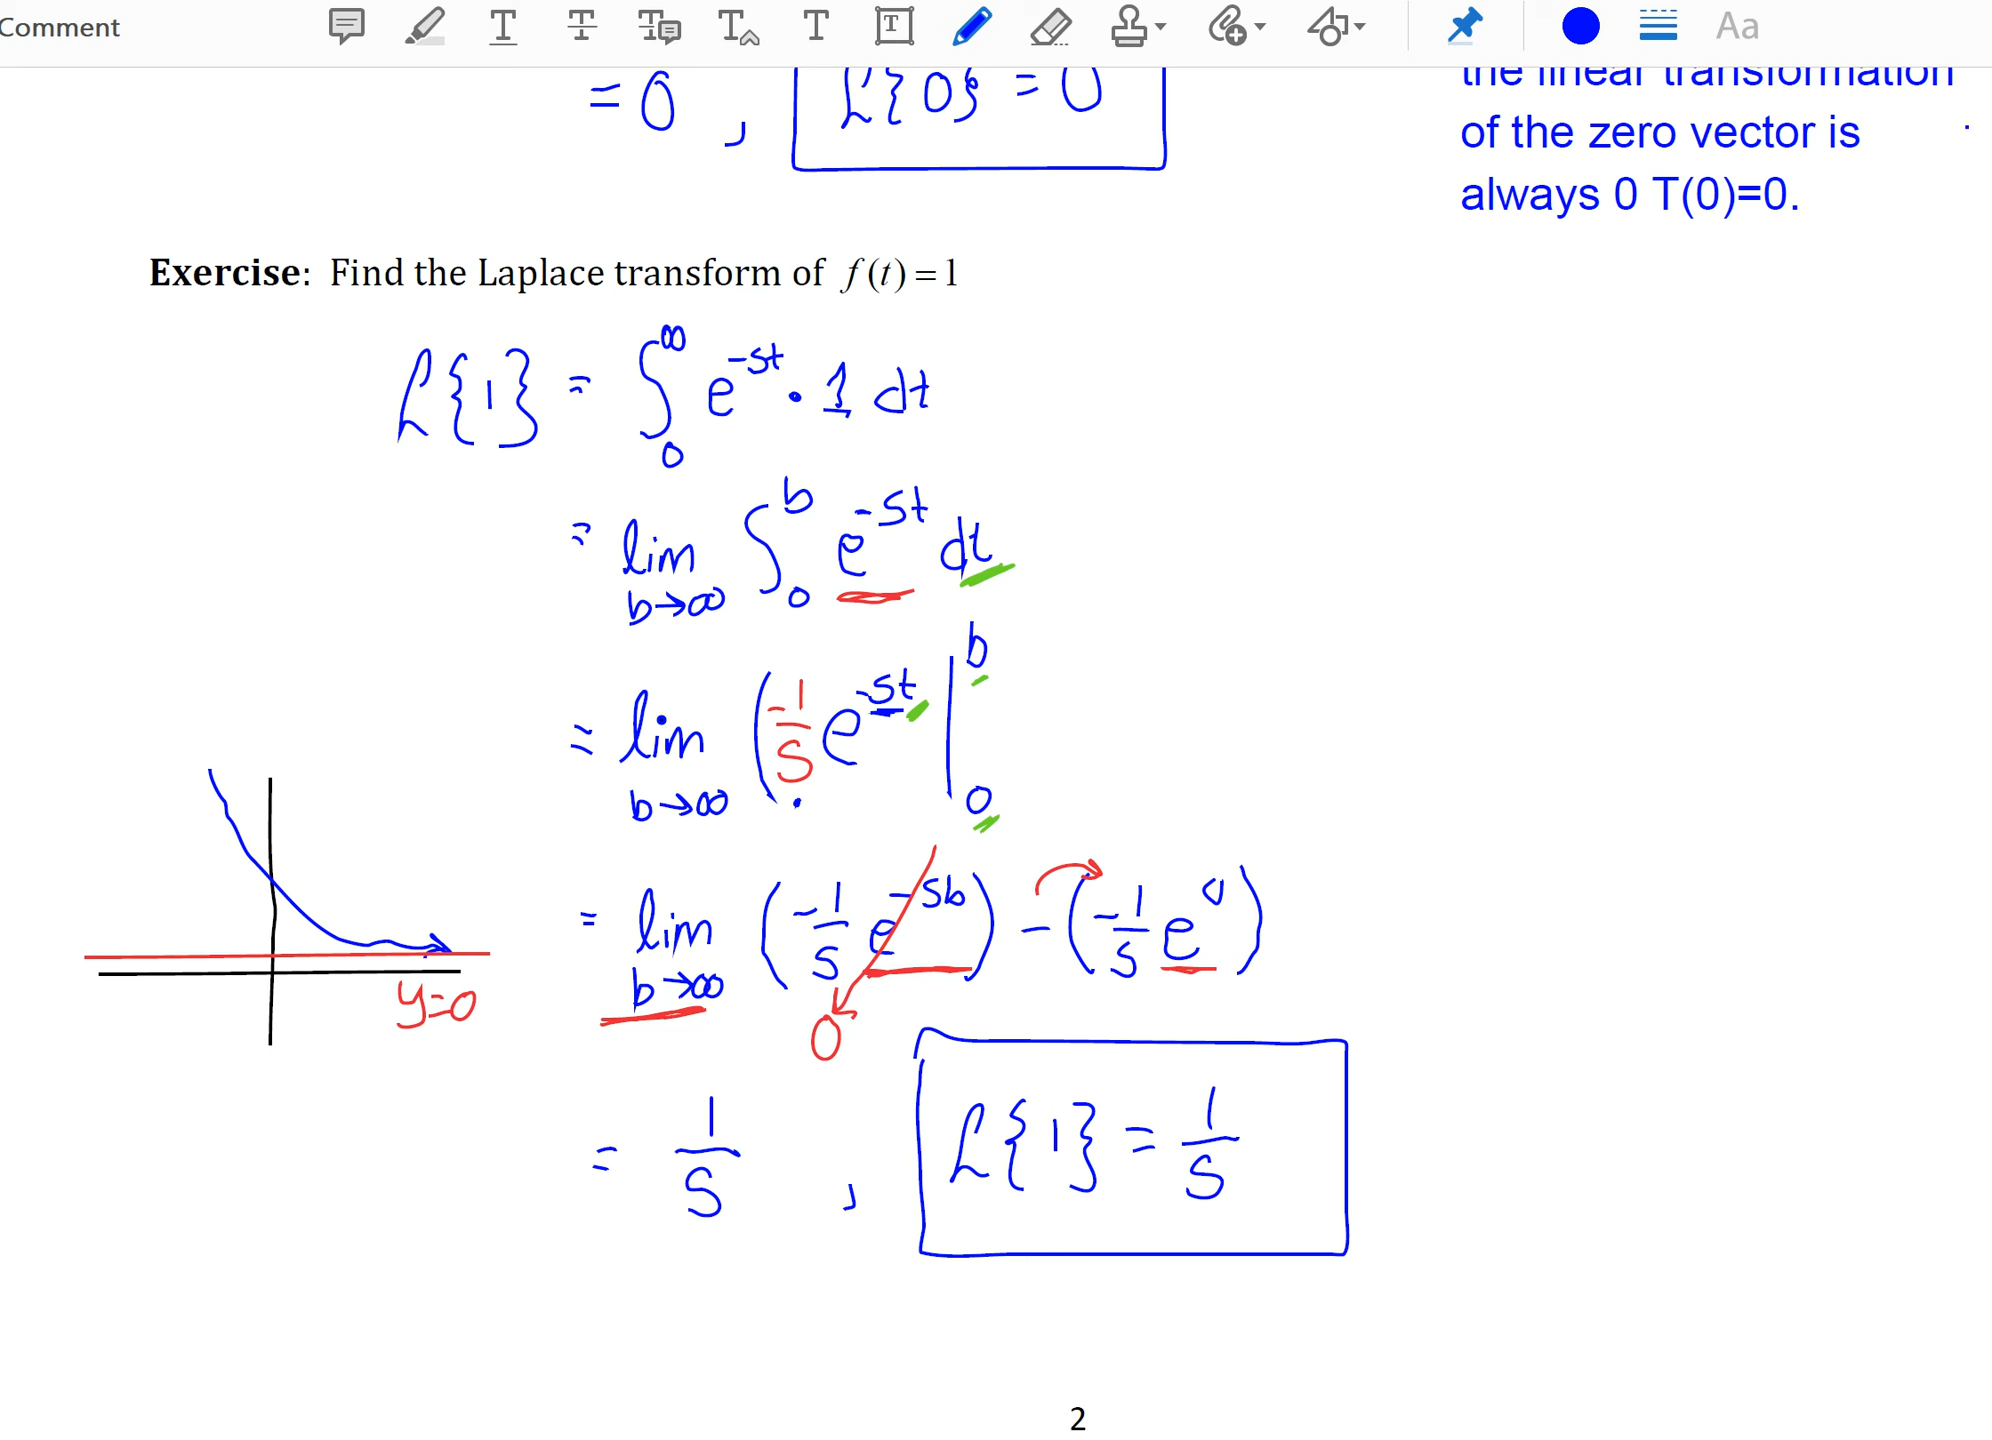 Comment
Aa
= 0 , ℒ{0} = 0
the linear transformation
of the zero vector is
always 0 T(0)=0.
Exercise: Find the Laplace transform of f(t) = 1
ℒ{1} = ∫₀^∞ e^{-st} · 1 dt
= lim_{b→∞} ∫₀^b e^{-st} dt
= lim_{b→∞} (-1/s e^{-st} |₀^b
= lim_{b→∞} (-1/s e^{-sb}) - (-1/s e^0)
y=0
0
= 1/s , ℒ{1} = 1/s
2